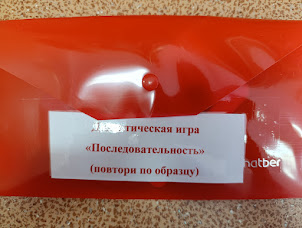 игра
«Последовательность»
(повтори по образцу)